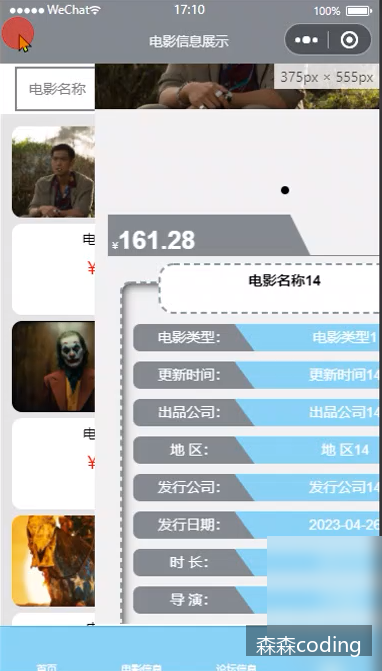 WeChat 17:10 100%
电影信息展示
电影名称
375px × 555px
¥161.28
电影名称14
电影类型: 电影类型1
更新时间: 更新时间14
出品公司: 出品公司14
地 区: 地区14
发行公司: 发行公司14
发行日期: 2023-04-26
时 长:
导 演:
电
¥
电
¥
首页 电影信息 论坛信息
森森coding